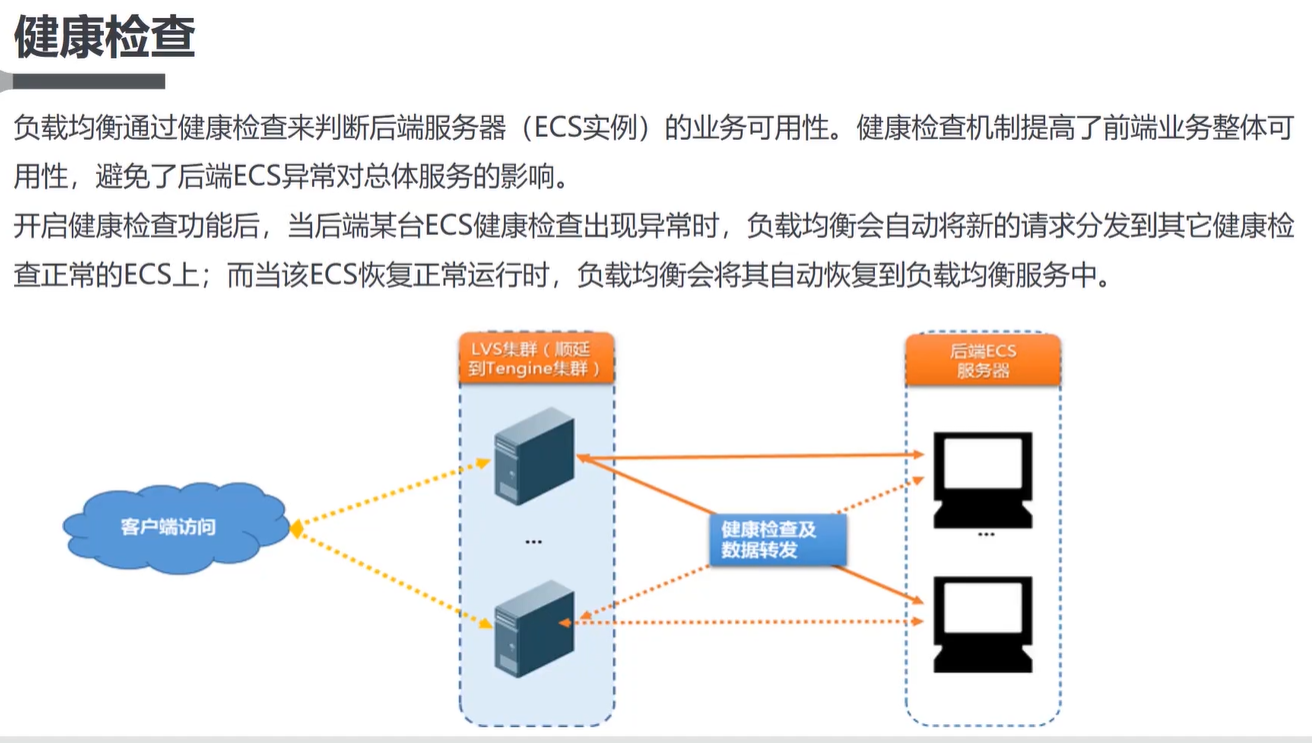 健康检查
负载均衡通过健康检查来判断后端服务器（ECS实例）的业务可用性。健康检查机制提高了前端业务整体可
用性，避免了后端ECS异常对总体服务的影响。
开启健康检查功能后，当后端某台ECS健康检查出现异常时，负载均衡会自动将新的请求分发到其它健康检
查正常的ECS上；而当该ECS恢复正常运行时，负载均衡会将其自动恢复到负载均衡服务中。
LVS集群（顺延
到Tengine集群）
后端ECS
服务器
客户端访问
...
健康检查及
数据转发
...